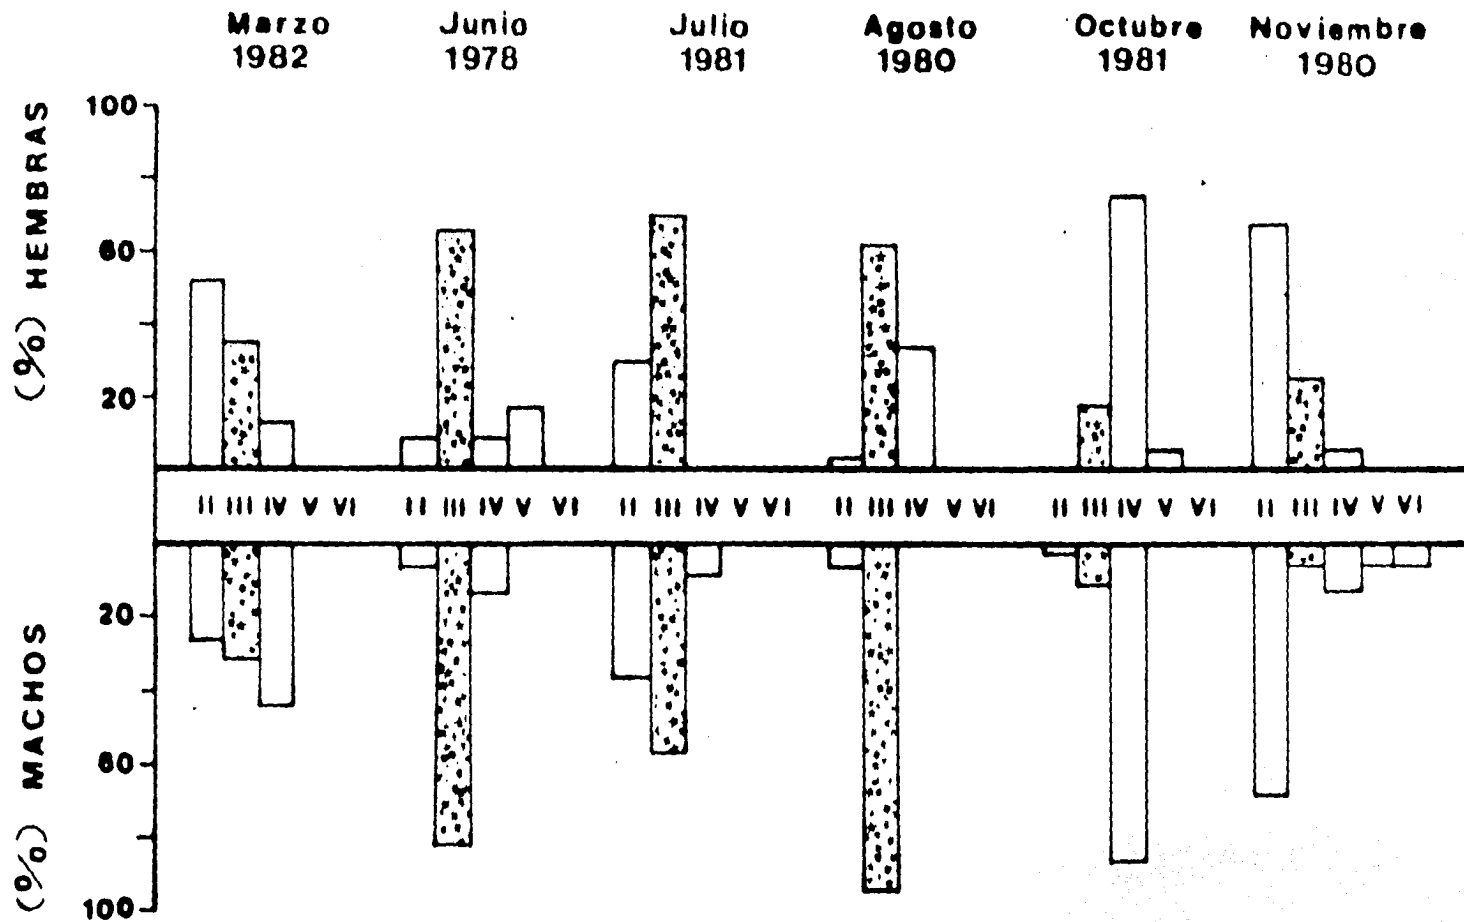 Marzo Junio Julio Agosto Octubre Noviembre
1982 1978 1981 1980 1981 1980
(%) HEMBRAS
100
60
20
II III IV V VI II III IV V VI II III IV V VI II III IV V VI II III IV V VI II III IV V VI
(%) MACHOS
20
60
100